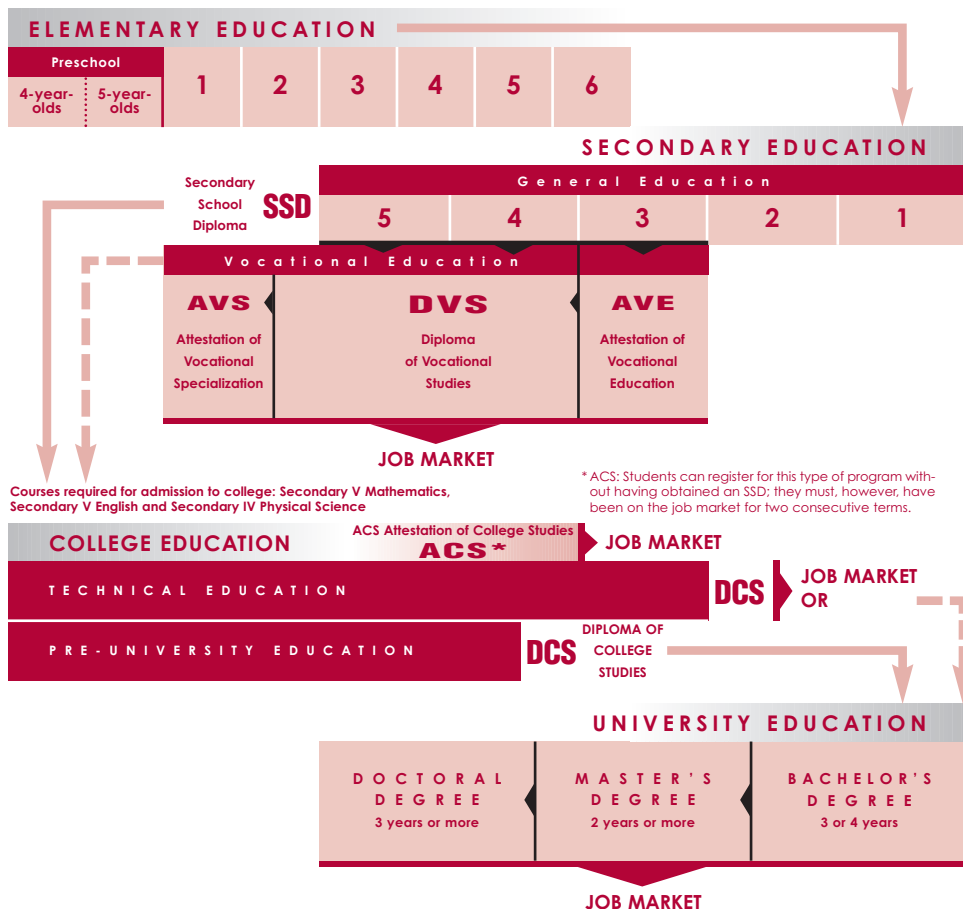 ELEMENTARY EDUCATION
Preschool
4-year-
olds
5-year-
olds
1 2 3 4 5 6
SECONDARY EDUCATION
General Education
Secondary
School
Diploma
SSD
5 4 3 2 1
Vocational Education
AVS
Attestation of
Vocational
Specialization
DVS
Diploma
of Vocational
Studies
AVE
Attestation of
Vocational
Education
JOB MARKET
Courses required for admission to college: Secondary V Mathematics,
Secondary V English and Secondary IV Physical Science
* ACS: Students can register for this type of program with-
out having obtained an SSD; they must, however, have
been on the job market for two consecutive terms.
COLLEGE EDUCATION
ACS Attestation of College Studies
ACS*
JOB MARKET
TECHNICAL EDUCATION
DCS
JOB MARKET
OR
PRE-UNIVERSITY EDUCATION
DCS
DIPLOMA OF
COLLEGE
STUDIES
UNIVERSITY EDUCATION
DOCTORAL
DEGREE
3 years or more
MASTER'S
DEGREE
2 years or more
BACHELOR'S
DEGREE
3 or 4 years
JOB MARKET